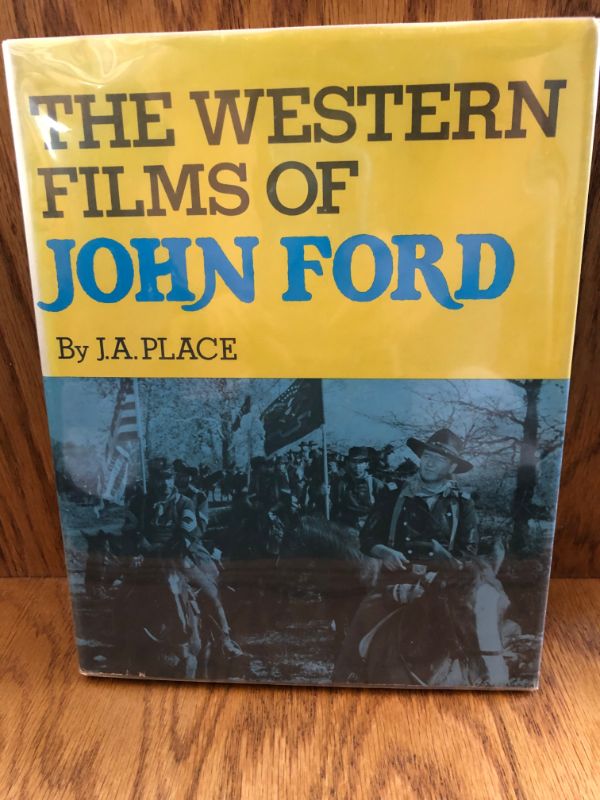 THE WESTERN
FILMS OF
JOHN FORD
By J.A. PLACE